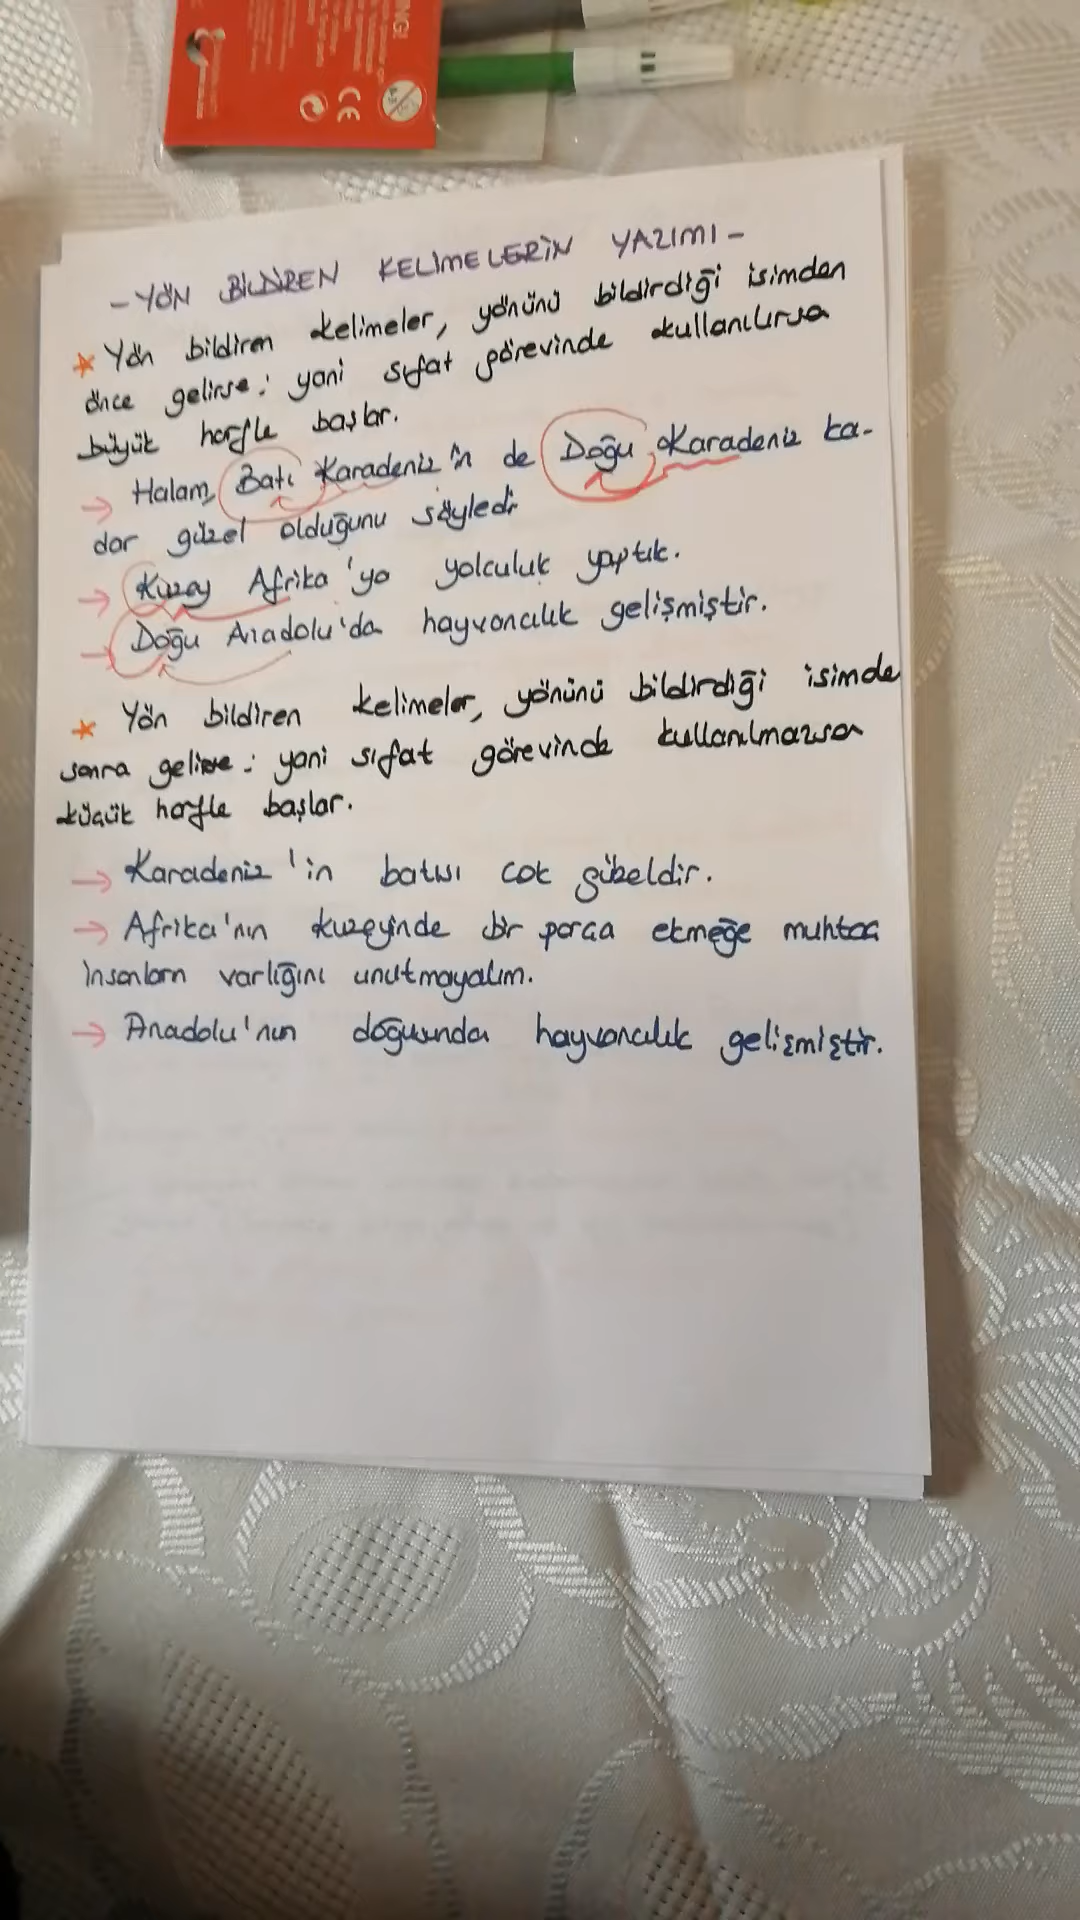 - YÖN BİLDİREN KELİMELERİN YAZIMI -
* Yön bildiren kelimeler, yönünü bildirdiği isimden
önce gelirse; yani sıfat görevinde kullanılırsa
büyük harfle başlar.
→ Halam, Batı Karadeniz'in de Doğu Karadeniz ka-
dar güzel olduğunu söyledi
→ Kuzey Afrika'ya yolculuk yaptık.
→ Doğu Anadolu'da hayvancılık gelişmiştir.
* Yön bildiren kelimeler, yönünü bildirdiği isimde
sonra gelirse; yani sıfat görevinde kullanılmazsa
küçük harfle başlar.
→ Karadeniz'in batısı çok güzeldir.
→ Afrika'nın kuzeyinde bir parça ekmeğe muhtaç
insanların varlığını unutmayalım.
→ Anadolu'nun doğusunda hayvancılık gelişmiştir.
CE